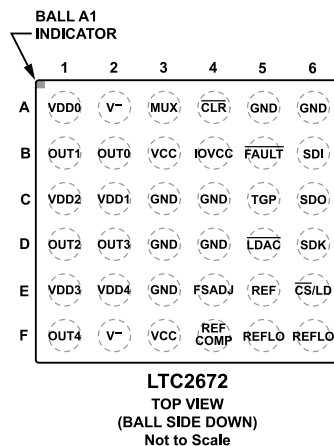 BALL A1
INDICATOR
1 2 3 4 5 6
A VDD0 V– MUX CLR GND GND
B OUT1 OUT0 VCC IOVCC FAULT SDI
C VDD2 VDD1 GND GND TGP SDO
D OUT2 OUT3 GND GND LDAC SDK
E VDD3 VDD4 GND FSADJ REF CS/LD
F OUT4 V– VCC REF COMP REFLO REFLO
LTC2672
TOP VIEW
(BALL SIDE DOWN)
Not to Scale